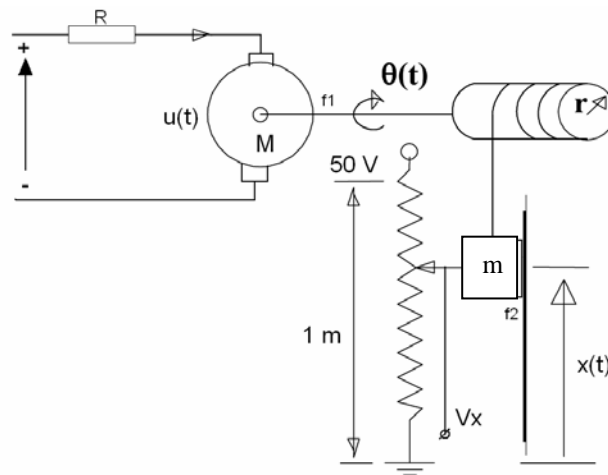 R
+
u(t)
-
M
f1
θ(t)
r
50 V
1 m
m
f2
Vx
x(t)